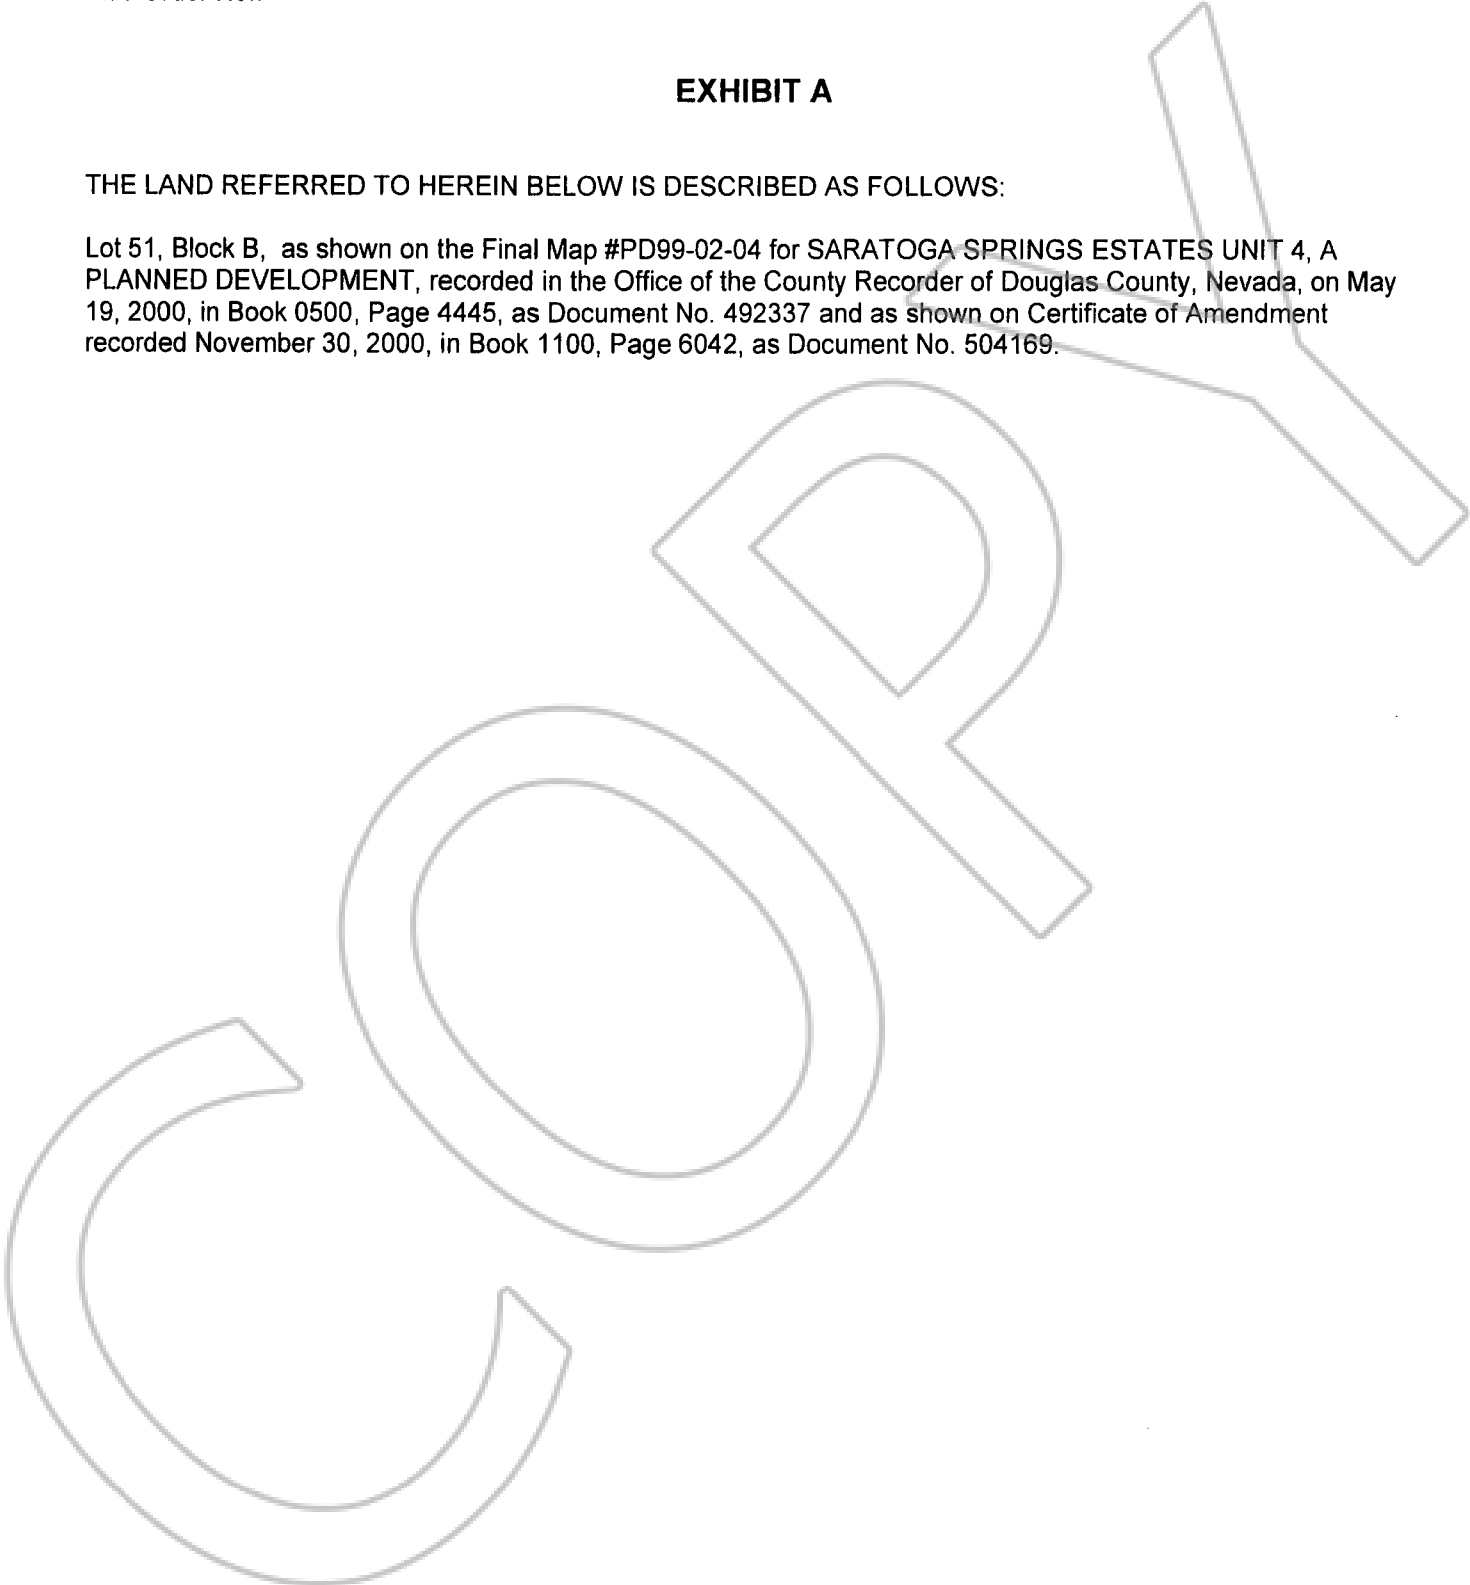 EXHIBIT A
THE LAND REFERRED TO HEREIN BELOW IS DESCRIBED AS FOLLOWS:
Lot 51, Block B, as shown on the Final Map #PD99-02-04 for SARATOGA SPRINGS ESTATES UNIT 4, A
PLANNED DEVELOPMENT, recorded in the Office of the County Recorder of Douglas County, Nevada, on May
19, 2000, in Book 0500, Page 4445, as Document No. 492337 and as shown on Certificate of Amendment
recorded November 30, 2000, in Book 1100, Page 6042, as Document No. 504169.
COPY